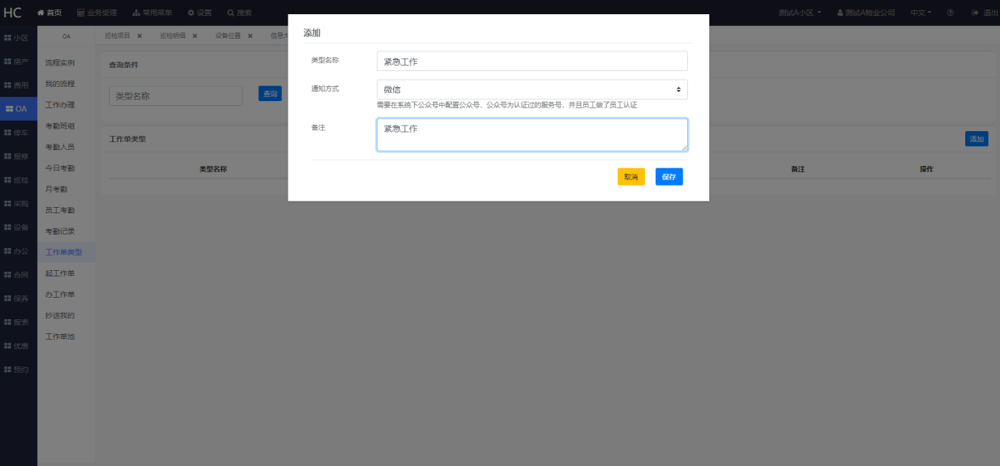 HC 首页 业务受理 常用菜单 设置 搜索 测试A小区 测试A物业公司 中文 退出
小区
房产
费用
OA
停车
报修
巡检
采购
设备
办公
合同
保养
报表
优惠
预约
OA
流程实例
我的流程
工作办理
考勤班组
考勤人员
今日考勤
月考勤
员工考勤
考勤记录
工作单类型
起工作单
办工作单
抄送我的
工作单池
巡检项目 巡检明细 设备位置 信息大
查询条件
类型名称 查询
工作单类型 添加
类型名称 备注 操作
添加
类型名称 紧急工作
通知方式 微信
需要在系统下公众号中配置公众号，公众号为认证过的服务号，并且员工做了员工认证
备注 紧急工作
取消 保存